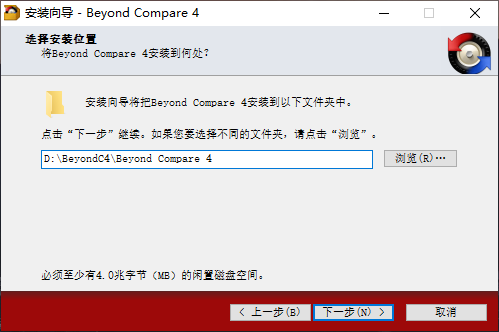 安装向导 - Beyond Compare 4
选择安装位置
将Beyond Compare 4安装到何处?
安装向导将把Beyond Compare 4安装到以下文件夹中。
点击“下一步”继续。如果您要选择不同的文件夹,请点击“浏览”。
D:\BeyondC4\Beyond Compare 4
浏览(R)…
必须至少有4.0兆字节(MB)的闲置磁盘空间。
< 上一步(B)
下一步(N) >
取消